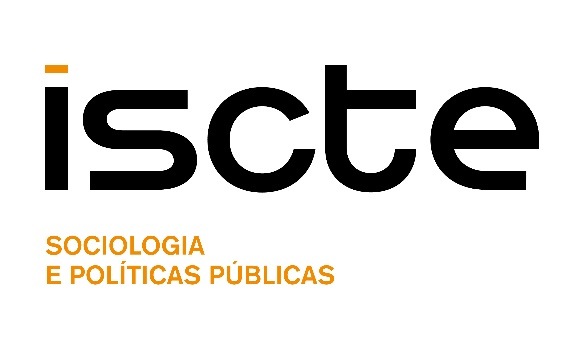 iscte
SOCIOLOGIA
E POLÍTICAS PÚBLICAS